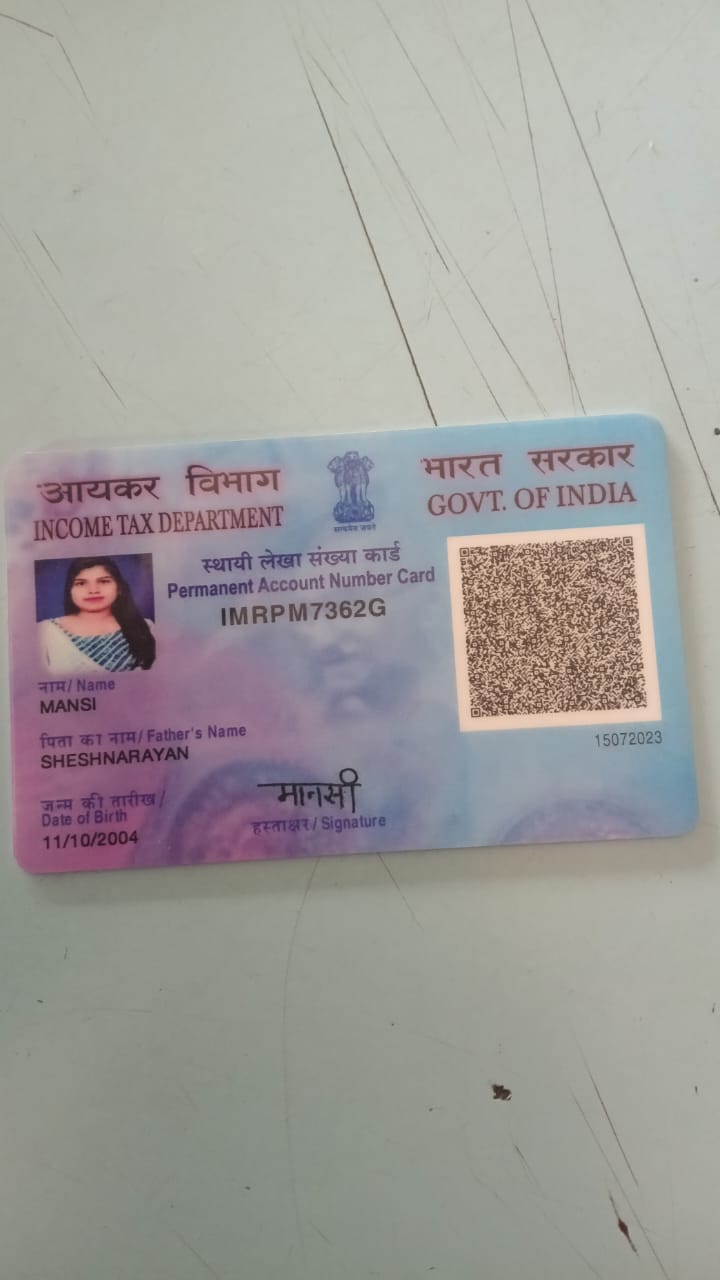 आयकर विभाग
INCOME TAX DEPARTMENT
सत्यमेव जयते
भारत सरकार
GOVT. OF INDIA
स्थायी लेखा संख्या कार्ड
Permanent Account Number Card
IMRPM7362G
नाम/ Name
MANSI
पिता का नाम/ Father's Name
SHESHNARAYAN
जन्म की तारीख/
Date of Birth
11/10/2004
मानसी
हस्ताक्षर/ Signature
15072023